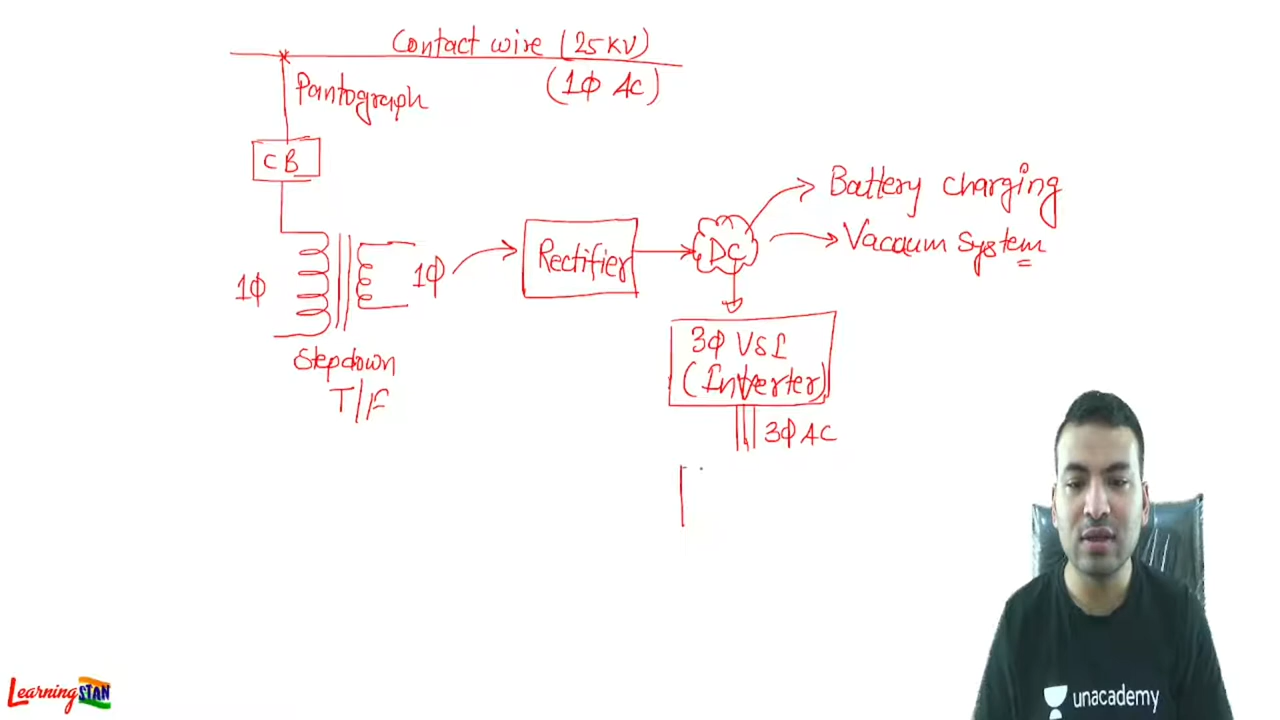 Contact wire (25KV)
(1Φ AC)
Pantograph
CB
Battery charging
Vacuum System
Rectifier
DC
1Φ
1Φ
3Φ VSI
(Inverter)
Stepdown
T/F
3Φ AC
unacademy
LearningSTAN